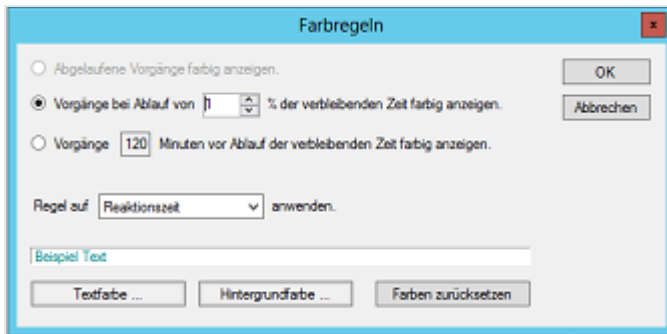 Farbregeln
x
Abgelaufene Vorgänge farbig anzeigen.
OK
Vorgänge bei Ablauf von 1 % der verbleibenden Zeit farbig anzeigen.
Abbrechen
Vorgänge 120 Minuten vor Ablauf der verbleibenden Zeit farbig anzeigen.
Regel auf Reaktionszeit anwenden.
Beispiel Text
Textfarbe ... Hintergrundfarbe ... Farben zurücksetzen